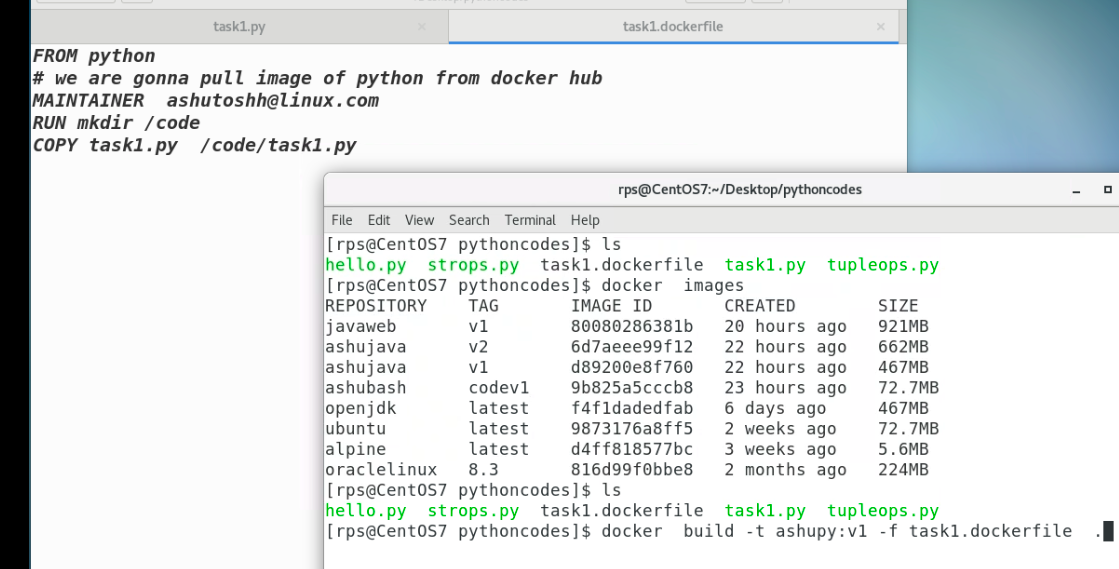 task1.py × task1.dockerfile ×
FROM python
# we are gonna pull image of python from docker hub
MAINTAINER  ashutoshh@linux.com
RUN mkdir /code
COPY task1.py  /code/task1.py
rps@CentOS7:~/Desktop/pythoncodes
File Edit View Search Terminal Help
[rps@CentOS7 pythoncodes]$ ls
hello.py  strops.py  task1.dockerfile  task1.py  tupleops.py
[rps@CentOS7 pythoncodes]$ docker  images
REPOSITORY    TAG       IMAGE ID       CREATED        SIZE
javaweb       v1        80080286381b   20 hours ago   921MB
ashujava      v2        6d7aeee99f12   22 hours ago   662MB
ashujava      v1        d89200e8f760   22 hours ago   467MB
ashubash      codev1    9b825a5cccb8   23 hours ago   72.7MB
openjdk       latest    f4f1dadedfab   6 days ago     467MB
ubuntu        latest    9873176a8ff5   2 weeks ago    72.7MB
alpine        latest    d4ff818577bc   3 weeks ago    5.6MB
oraclelinux   8.3       816d99f0bbe8   2 months ago   224MB
[rps@CentOS7 pythoncodes]$ ls
hello.py  strops.py  task1.dockerfile  task1.py  tupleops.py
[rps@CentOS7 pythoncodes]$ docker  build -t ashupy:v1 -f task1.dockerfile  .